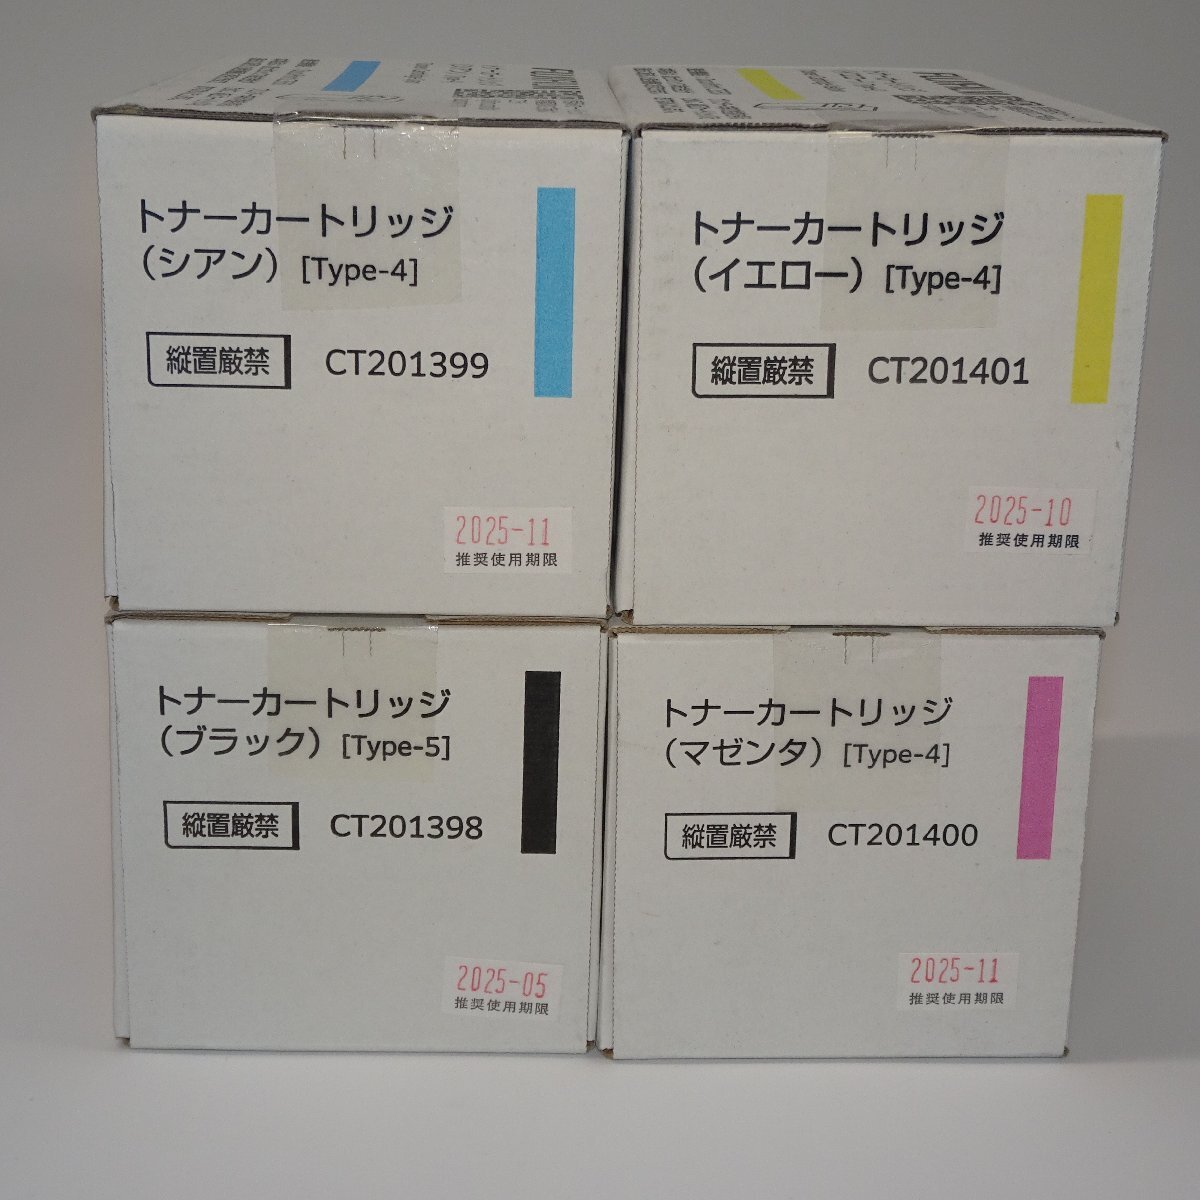 トナーカートリッジ
(シアン) [Type-4]
縦置厳禁 CT201399
2025-11
推奨使用期限
トナーカートリッジ
(イエロー) [Type-4]
縦置厳禁 CT201401
2025-10
推奨使用期限
トナーカートリッジ
(ブラック) [Type-5]
縦置厳禁 CT201398
2025-05
推奨使用期限
トナーカートリッジ
(マゼンタ) [Type-4]
縦置厳禁 CT201400
2025-11
推奨使用期限